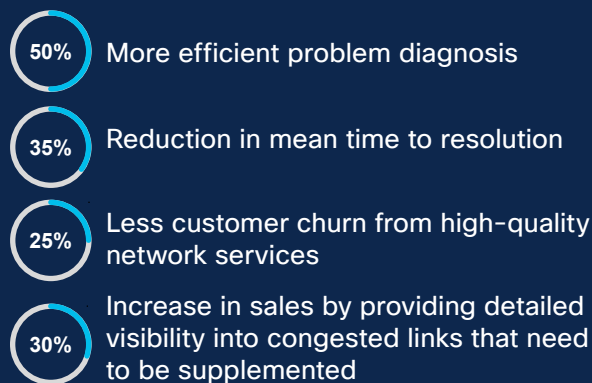 50%
More efficient problem diagnosis
35%
Reduction in mean time to resolution
25%
Less customer churn from high-quality
network services
30%
Increase in sales by providing detailed
visibility into congested links that need
to be supplemented